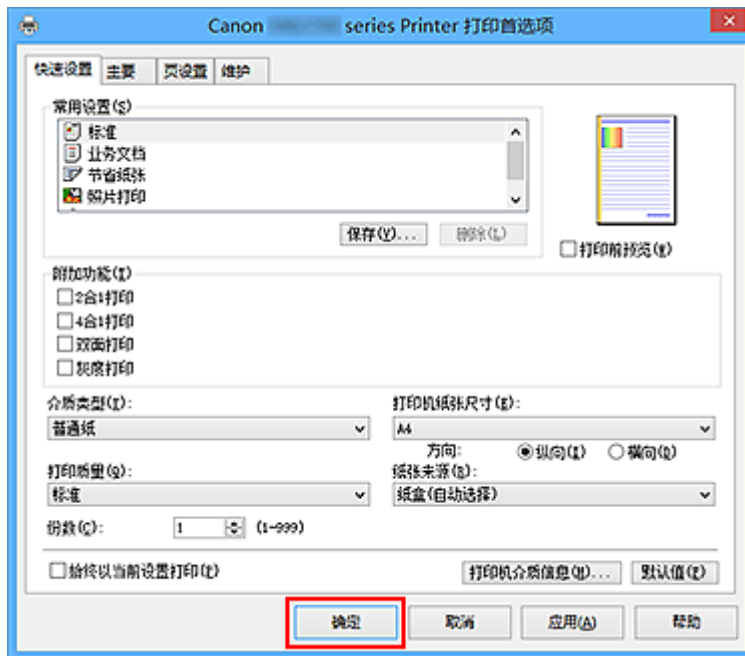 Canon series Printer 打印首选项
快速设置 主要 页设置 维护
常用设置(S)
标准
业务文档
节省纸张
照片打印
保存(V)... 删除(L)
打印前预览(W)
附加功能(I)
2合1打印
4合1打印
双面打印
灰度打印
介质类型(I): 打印机纸张尺寸(E):
普通纸 A4
方向: 纵向(I) 横向(Q)
打印质量(Q): 纸张来源(B):
标准 纸盒(自动选择)
份数(C): 1 (1-999)
始终以当前设置打印(P)
打印机介质信息(M)... 默认值(F)
确定 取消 应用(A) 帮助